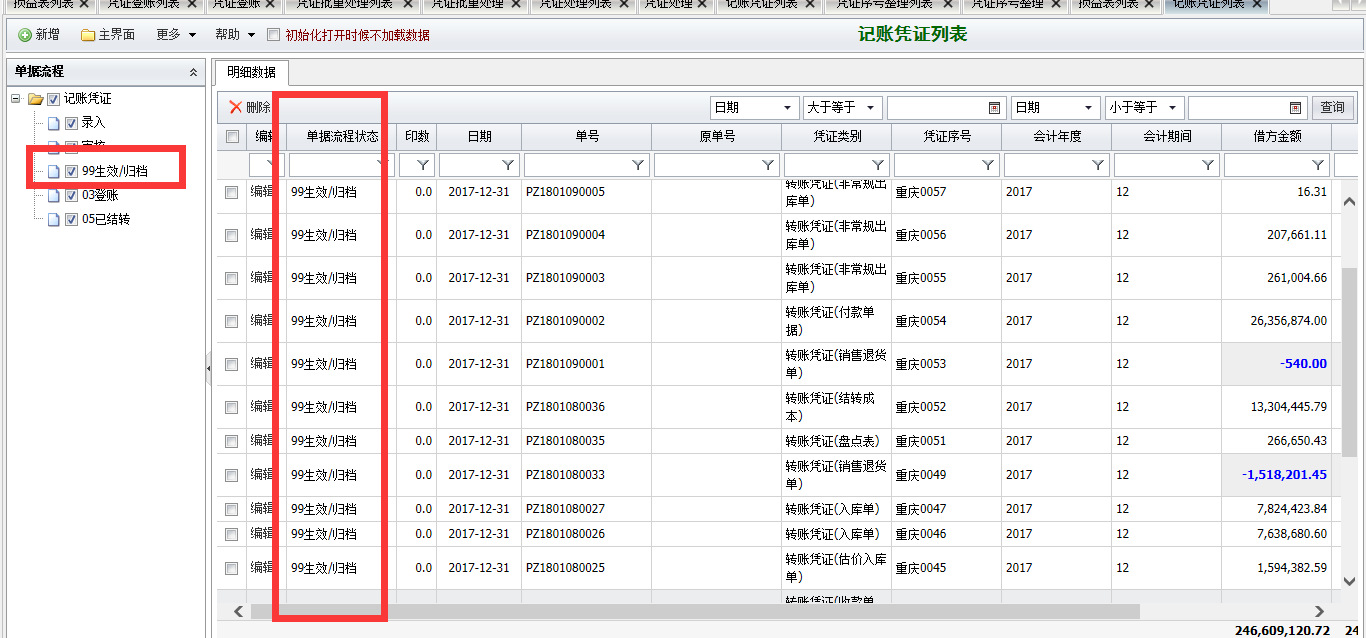 损益表列表 凭证登账列表 凭证登账 凭证批量处理列表 凭证批量处理 凭证处理列表 凭证处理 记账凭证列表 凭证序号整理列表 凭证序号整理 损益表列表 记账凭证列表
新增 主界面 更多 帮助 初始化打开时候不加载数据 记账凭证列表
单据流程
记账凭证
录入
审核
99生效/归档
03登账
05已结转
明细数据
删除 日期 大于等于 日期 小于等于 查询
编辑 单据流程状态 印数 日期 单号 原单号 凭证类别 凭证序号 会计年度 会计期间 借方金额
编辑 99生效/归档 0.0 2017-12-31 PZ1801090005 转账凭证(非常规出库单) 重庆0057 2017 12 16.31
编辑 99生效/归档 0.0 2017-12-31 PZ1801090004 转账凭证(非常规出库单) 重庆0056 2017 12 207,661.11
编辑 99生效/归档 0.0 2017-12-31 PZ1801090003 转账凭证(非常规出库单) 重庆0055 2017 12 261,004.66
编辑 99生效/归档 0.0 2017-12-31 PZ1801090002 转账凭证(付款单据) 重庆0054 2017 12 26,356,874.00
编辑 99生效/归档 0.0 2017-12-31 PZ1801090001 转账凭证(销售退货单) 重庆0053 2017 12 -540.00
编辑 99生效/归档 0.0 2017-12-31 PZ1801080036 转账凭证(结转成本) 重庆0052 2017 12 13,304,445.79
编辑 99生效/归档 0.0 2017-12-31 PZ1801080035 转账凭证(盘点表) 重庆0051 2017 12 266,650.43
编辑 99生效/归档 0.0 2017-12-31 PZ1801080033 转账凭证(销售退货单) 重庆0049 2017 12 -1,518,201.45
编辑 99生效/归档 0.0 2017-12-31 PZ1801080027 转账凭证(入库单) 重庆0047 2017 12 7,824,423.84
编辑 99生效/归档 0.0 2017-12-31 PZ1801080026 转账凭证(入库单) 重庆0046 2017 12 7,638,680.60
编辑 99生效/归档 0.0 2017-12-31 PZ1801080025 转账凭证(估价入库单) 重庆0045 2017 12 1,594,382.59
转账凭证(收款单
246,609,120.72 24